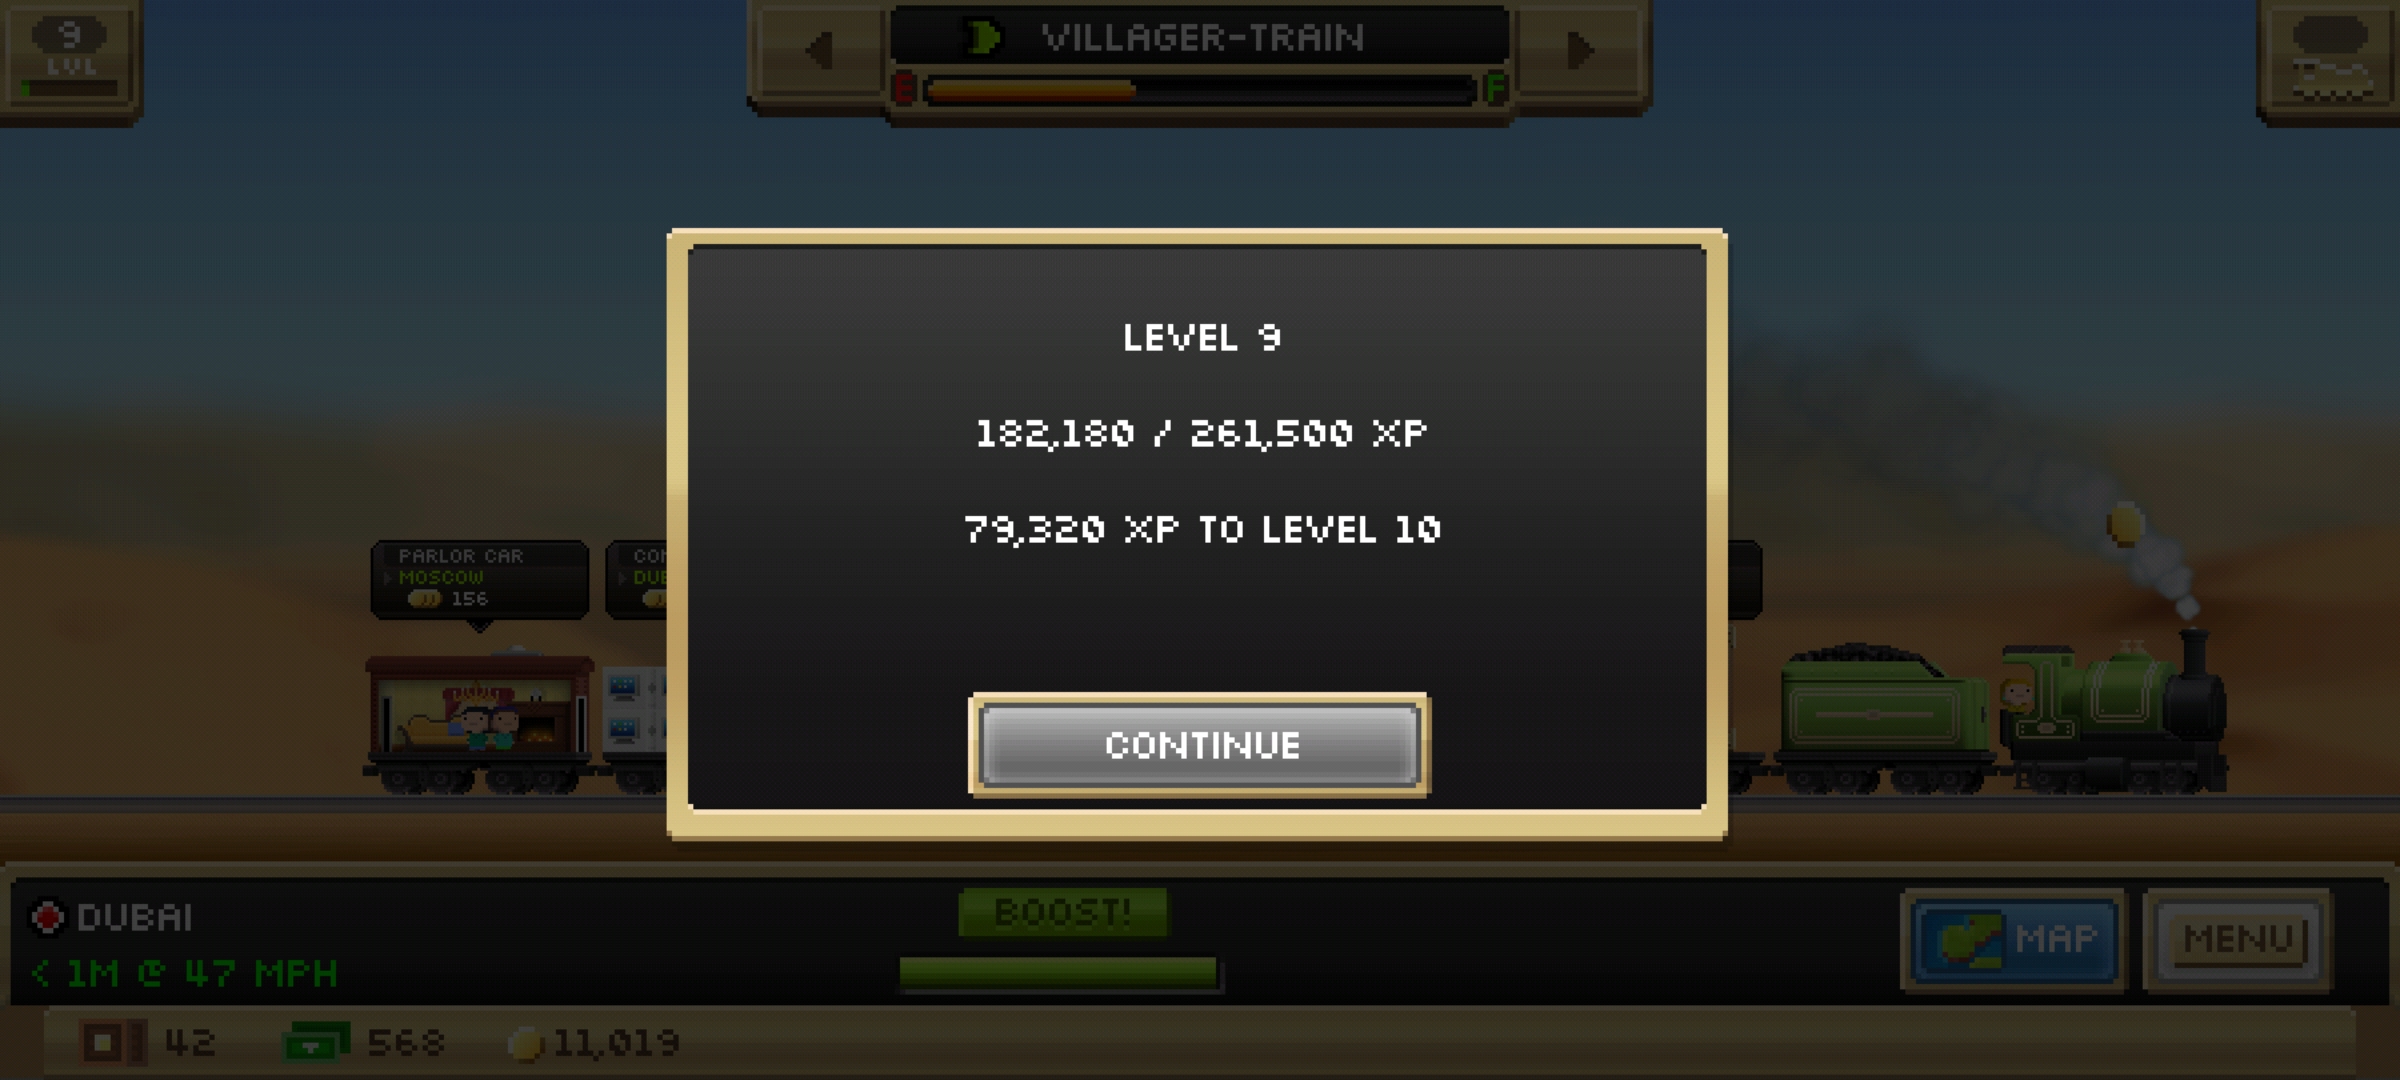 9
LVL
VILLAGER-TRAIN
E
F
LEVEL 9
182,180 / 261,500 XP
79,320 XP TO LEVEL 10
CONTINUE
PARLOR CAR
MOSCOW
156
DUBAI
< 1M @ 47 MPH
BOOST!
MAP
MENU
42
568
11,019